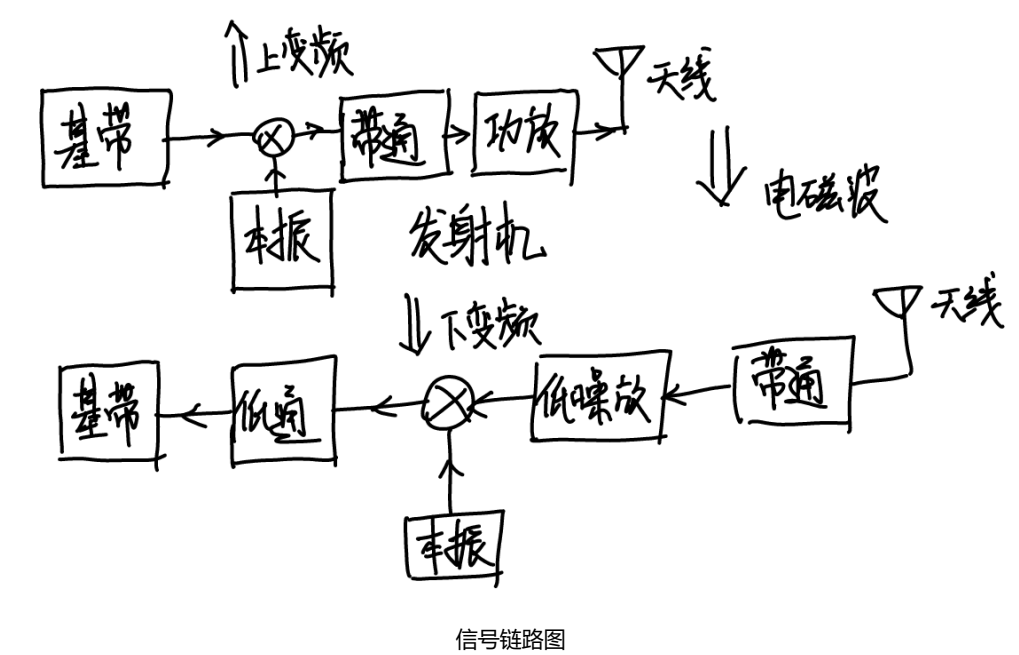 上变频
天线
基带
带通
功放
本振
发射机
电磁波
下变频
天线
基带
低通
低噪放
带通
本振
信号链路图